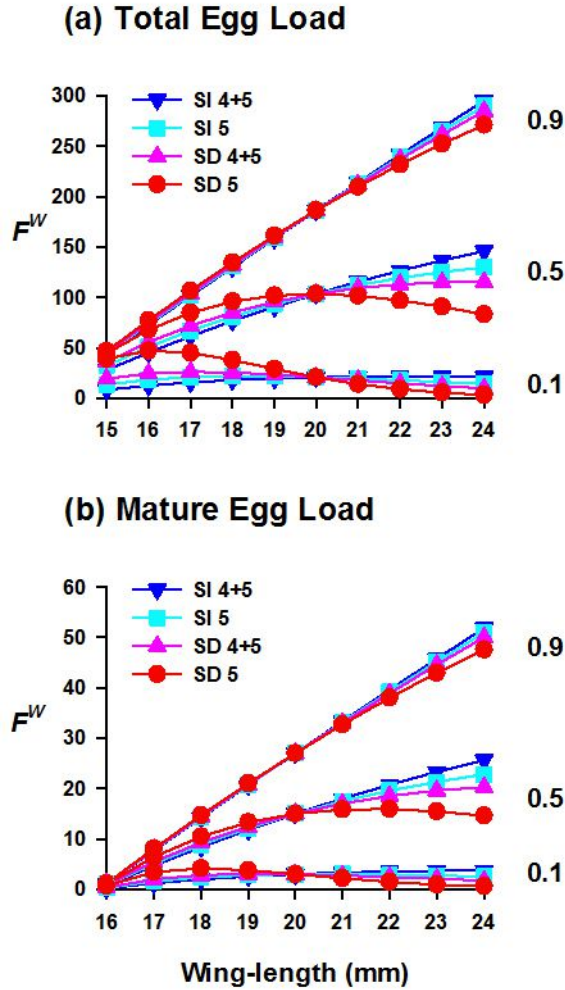 (a) Total Egg Load
300
250
200
150
100
50
0
F^W
SI 4+5
SI 5
SD 4+5
SD 5
0.9
0.5
0.1
15 16 17 18 19 20 21 22 23 24
(b) Mature Egg Load
60
50
40
30
20
10
0
F^W
SI 4+5
SI 5
SD 4+5
SD 5
0.9
0.5
0.1
16 17 18 19 20 21 22 23 24
Wing-length (mm)